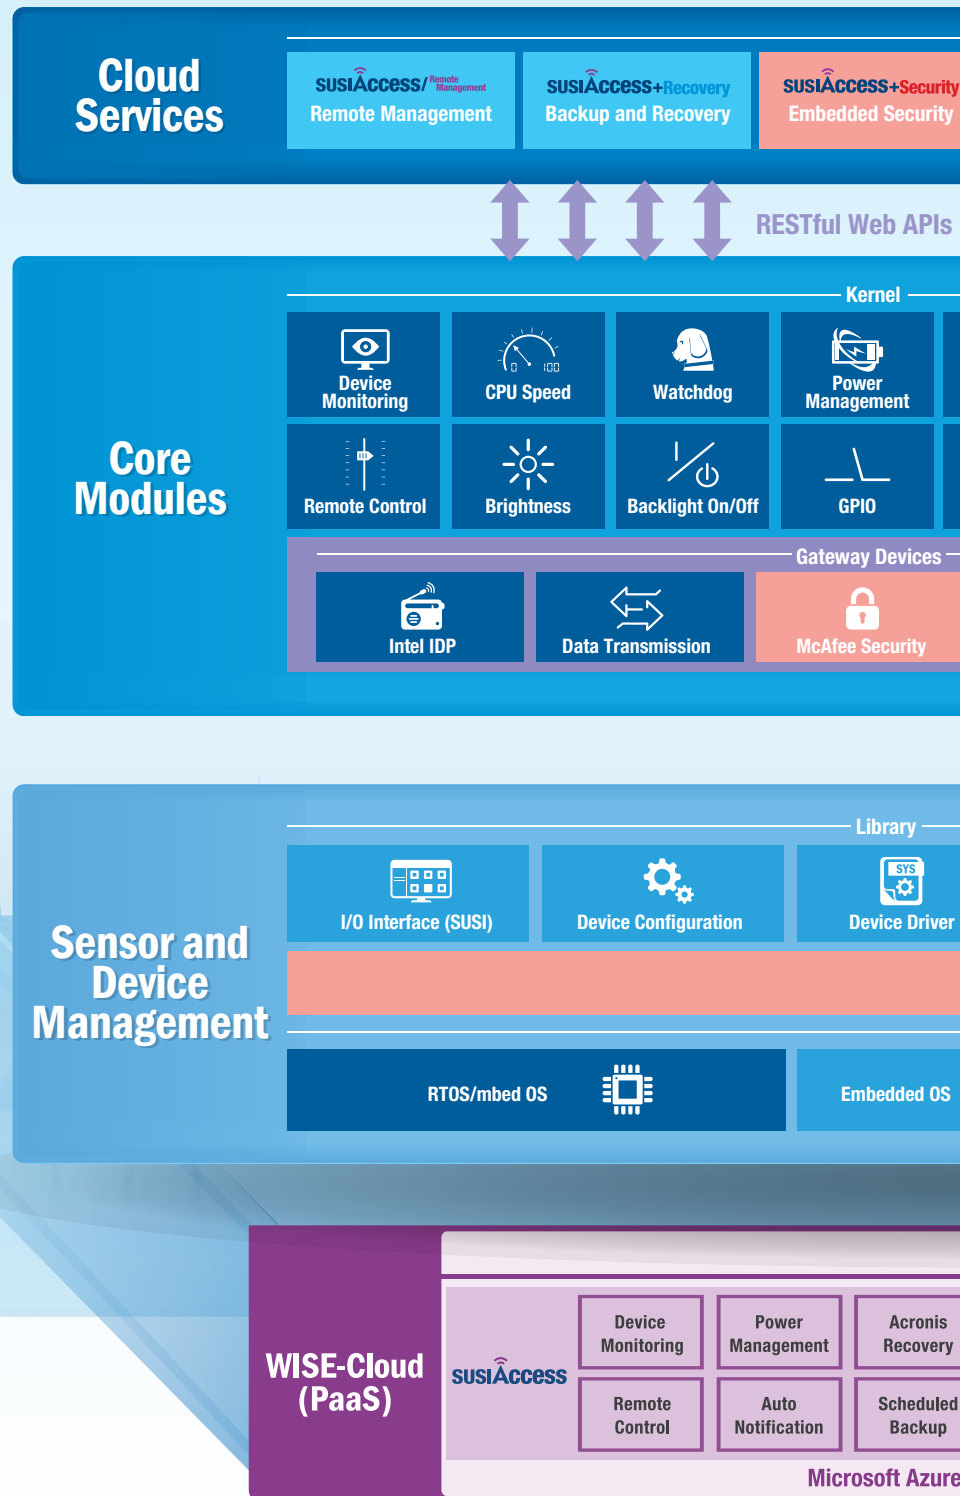 Cloud
Services
SUSIAccess/Remote Management
Remote Management
SUSIAccess+Recovery
Backup and Recovery
SUSIAccess+Security
Embedded Security
RESTful Web APIs
Core
Modules
Kernel
Device
Monitoring
CPU Speed
0 100
Watchdog
Power
Management
Remote Control
Brightness
Backlight On/Off
GPIO
Gateway Devices
Intel IDP
Data Transmission
McAfee Security
Sensor and
Device
Management
Library
I/O Interface (SUSI)
Device Configuration
SYS
Device Driver
RTOS/mbed OS
Embedded OS
WISE-Cloud
(PaaS)
SUSIAccess
Device
Monitoring
Power
Management
Acronis
Recovery
Remote
Control
Auto
Notification
Scheduled
Backup
Microsoft Azure